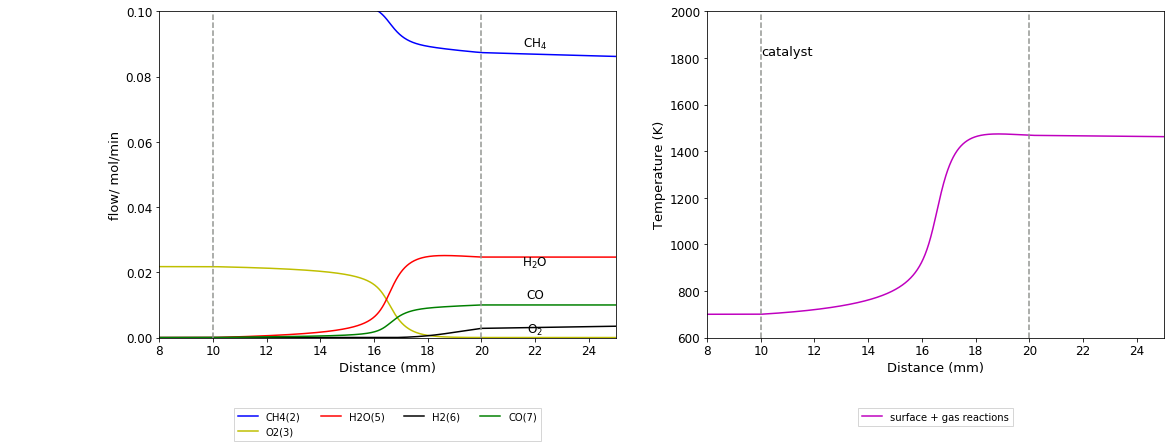 0.10
0.08
0.06
0.04
0.02
0.00
flow/ mol/min
CH₄
H₂O
CO
O₂
8 10 12 14 16 18 20 22 24
Distance (mm)
CH4(2) H2O(5) H2(6) CO(7)
O2(3)
2000
1800
1600
1400
1200
1000
800
600
Temperature (K)
catalyst
8 10 12 14 16 18 20 22 24
Distance (mm)
surface + gas reactions